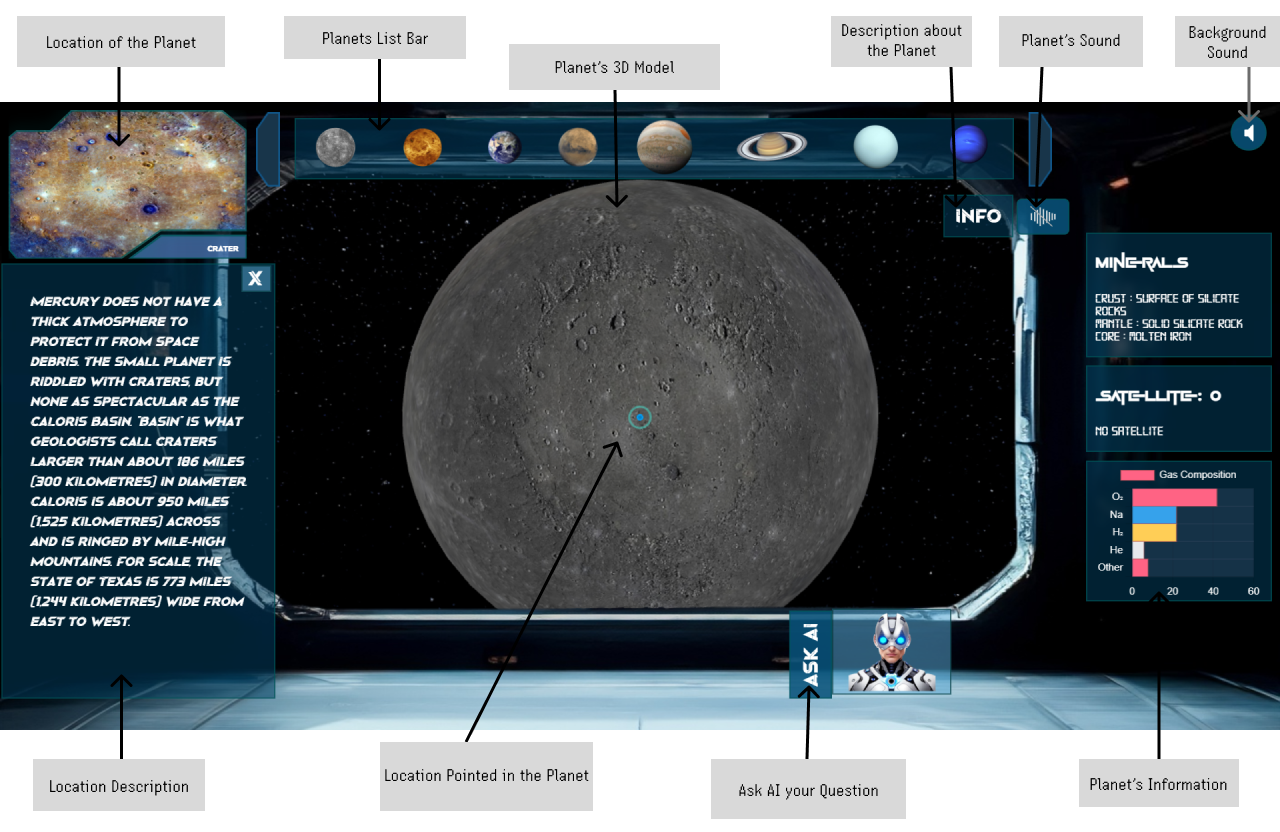 Location of the Planet
Planets List Bar
Planet's 3D Model
Description about
the Planet
Planet's Sound
Background
Sound
CRATER
INFO
X
MERCURY DOES NOT HAVE A
THICK ATMOSPHERE TO
PROTECT IT FROM SPACE
DEBRIS. THE SMALL PLANET IS
RIDDLED WITH CRATERS, BUT
NONE AS SPECTACULAR AS THE
CALORIS BASIN. "BASIN" IS WHAT
GEOLOGISTS CALL CRATERS
LARGER THAN ABOUT 186 MILES
(300 KILOMETRES) IN DIAMETER.
CALORIS IS ABOUT 950 MILES
(1,525 KILOMETRES) ACROSS
AND IS RINGED BY MILE-HIGH
MOUNTAINS. FOR SCALE, THE
STATE OF TEXAS IS 773 MILES
(1,244 KILOMETRES) WIDE FROM
EAST TO WEST.
MINERALS
CRUST : SURFACE OF SILICATE
ROCKS
MANTLE : SOLID SILICATE ROCK
CORE : MOLTEN IRON
SATELLITE: 0
NO SATELLITE
Gas Composition
O₂
Na
H₂
He
Other
0 20 40 60
ASK AI
Location Description
Location Pointed in the Planet
Ask AI your Question
Planet's Information